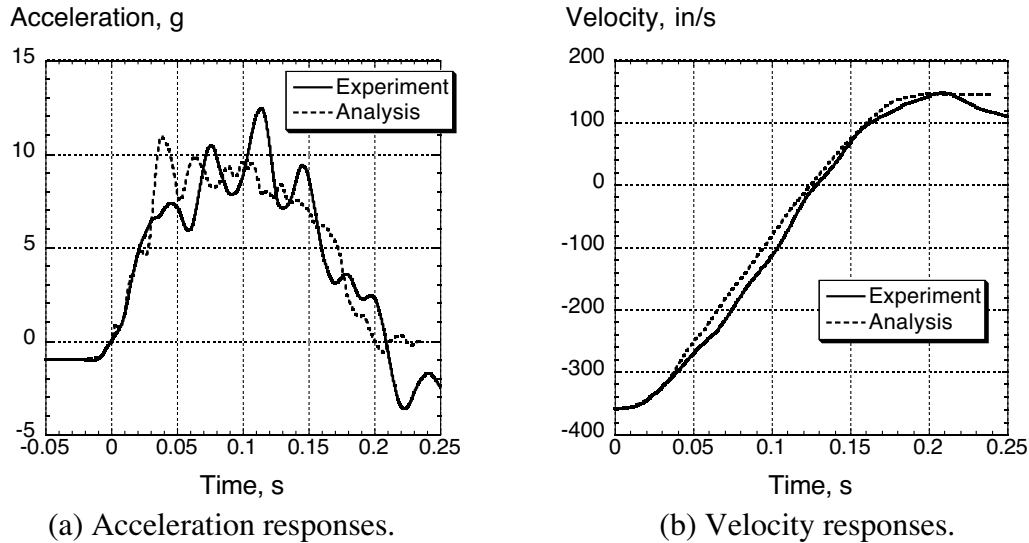 Acceleration, g
15
10
5
0
-5
-0.05 0 0.05 0.1 0.15 0.2 0.25
Experiment
Analysis
Time, s
(a) Acceleration responses.
Velocity, in/s
200
100
0
-100
-200
-300
-400
0 0.05 0.1 0.15 0.2 0.25
Experiment
Analysis
Time, s
(b) Velocity responses.